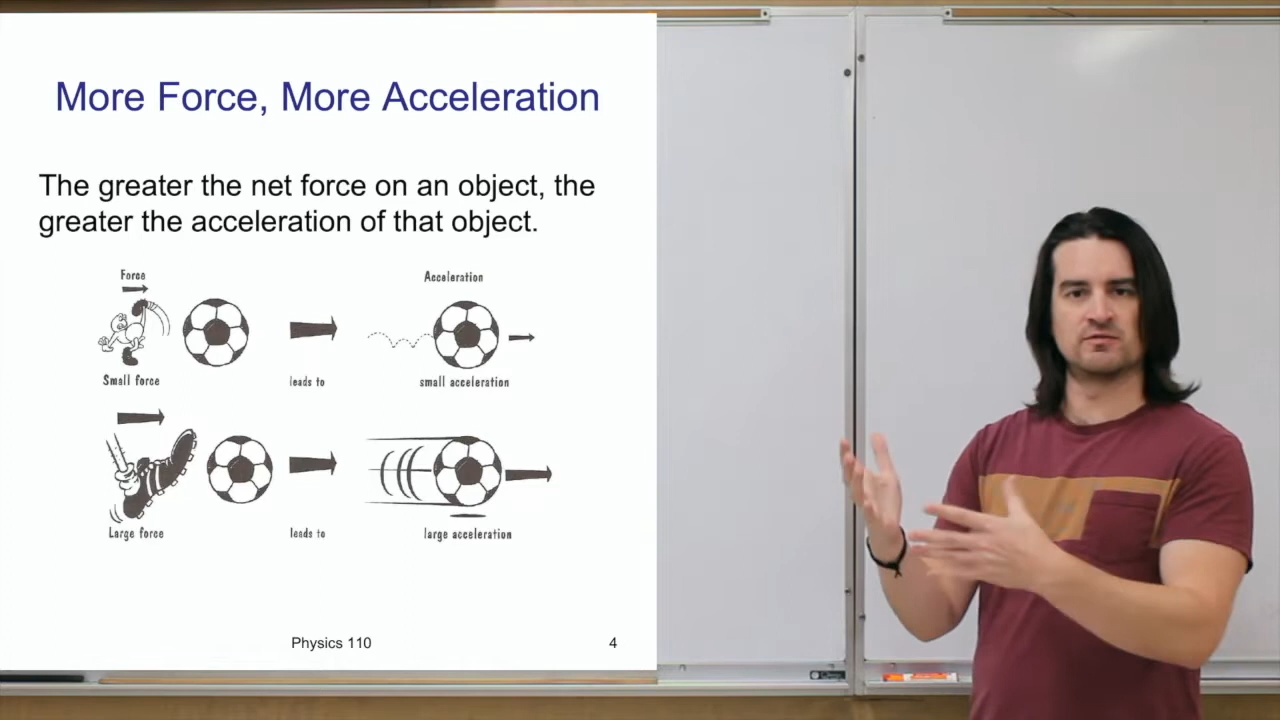 More Force, More Acceleration
The greater the net force on an object, the
greater the acceleration of that object.
Force
Acceleration
Small force
leads to
small acceleration
Large force
leads to
large acceleration
Physics 110
4